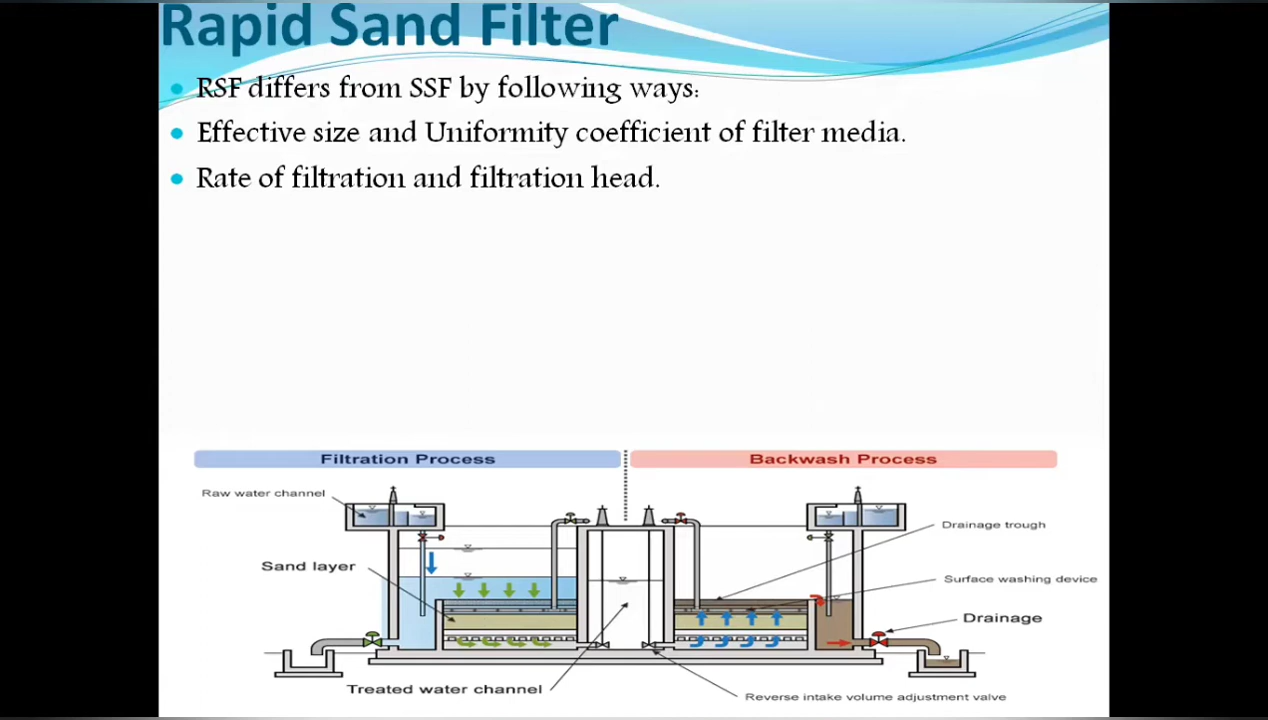 Rapid Sand Filter
RSF differs from SSF by following ways:
Effective size and Uniformity coefficient of filter media.
Rate of filtration and filtration head.
Filtration Process
Backwash Process
Raw water channel
Drainage trough
Sand layer
Surface washing device
Drainage
Treated water channel
Reverse intake volume adjustment valve